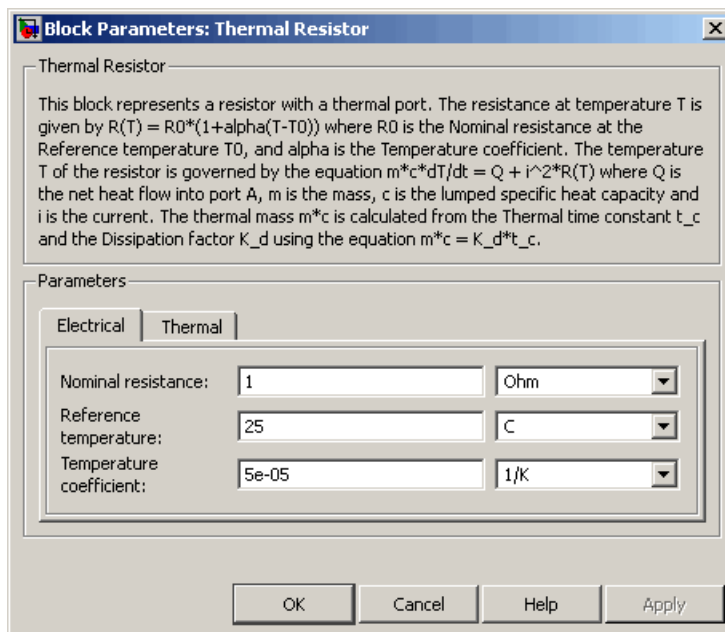 Block Parameters: Thermal Resistor
Thermal Resistor
This block represents a resistor with a thermal port. The resistance at temperature T is
given by R(T) = R0*(1+alpha(T-T0)) where R0 is the Nominal resistance at the
Reference temperature T0, and alpha is the Temperature coefficient. The temperature
T of the resistor is governed by the equation m*c*dT/dt = Q + i^2*R(T) where Q is
the net heat flow into port A, m is the mass, c is the lumped specific heat capacity and
i is the current. The thermal mass m*c is calculated from the Thermal time constant t_c
and the Dissipation factor K_d using the equation m*c = K_d*t_c.
Parameters
Electrical Thermal
Nominal resistance: 1 Ohm
Reference
temperature: 25 C
Temperature
coefficient: 5e-05 1/K
OK Cancel Help Apply